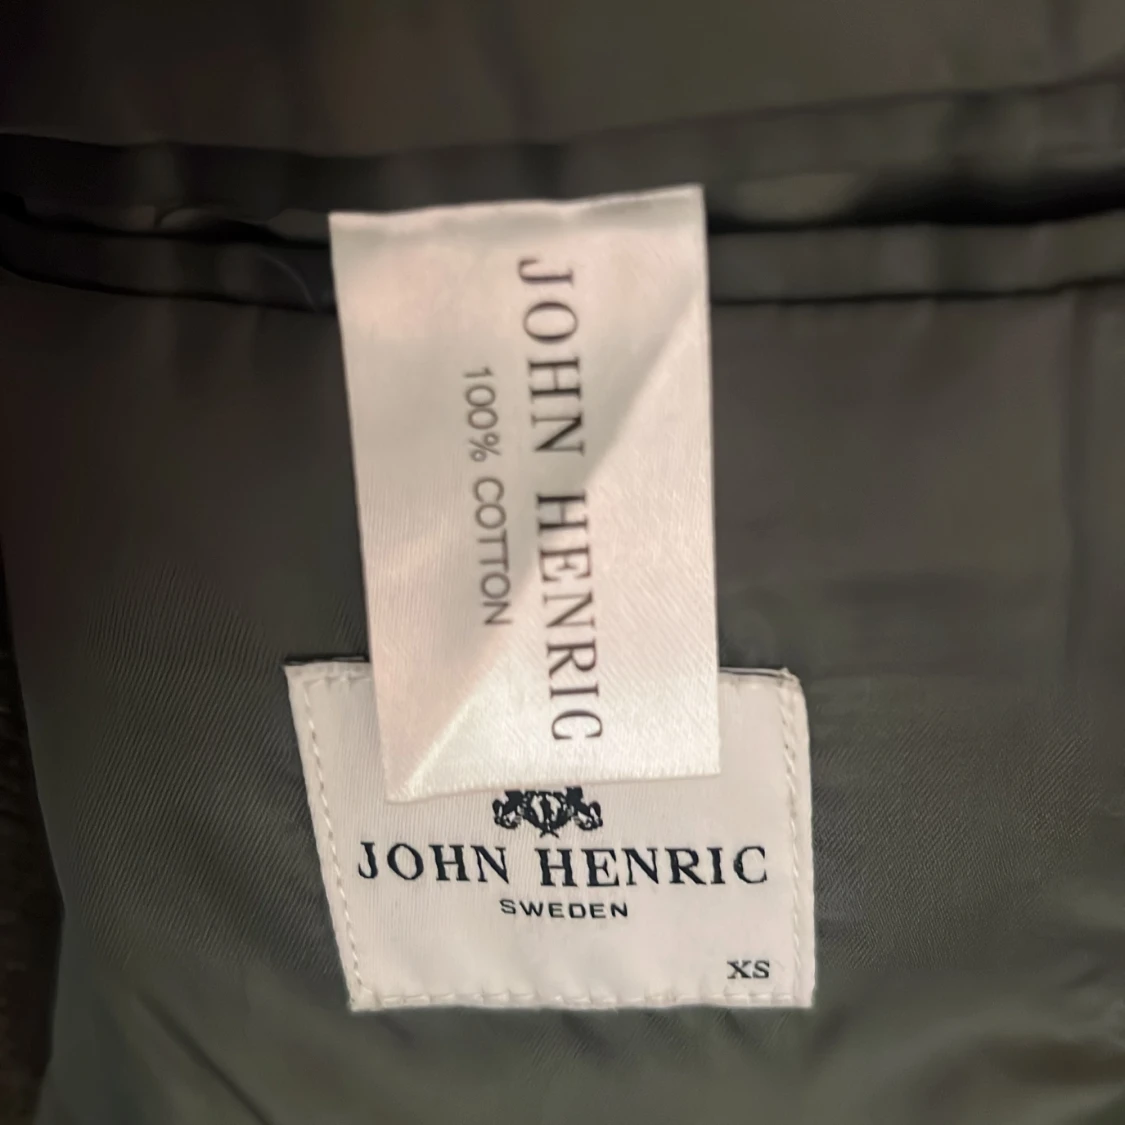 JOHN HENRIC
100% COTTON
JOHN HENRIC
SWEDEN
XS